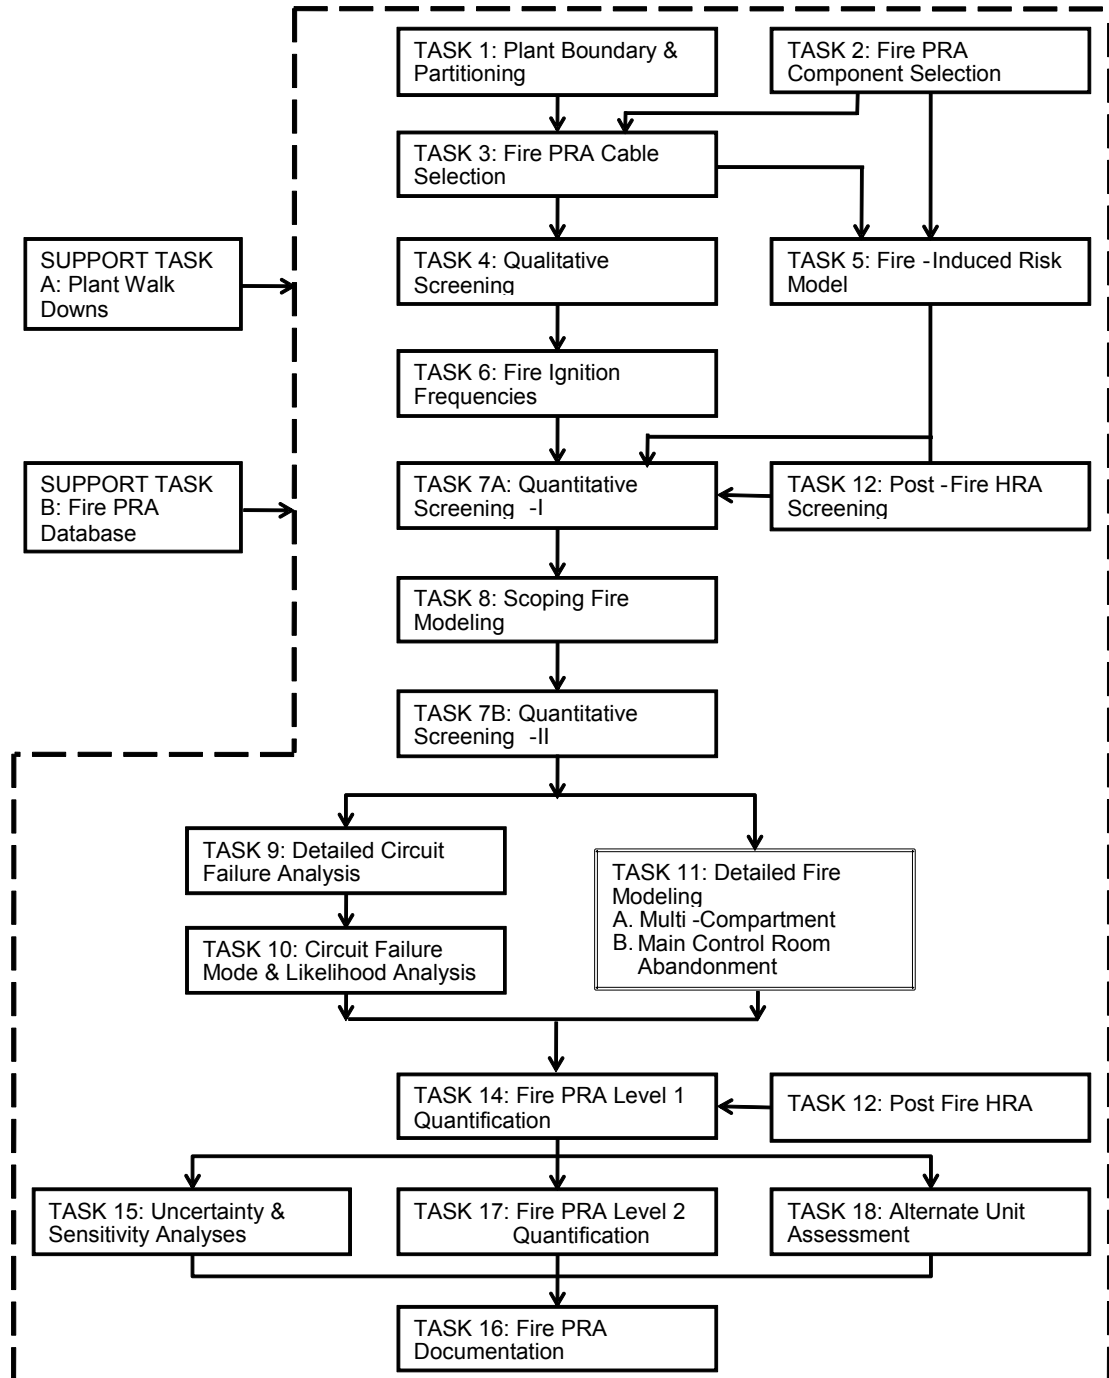 TASK 1: Plant Boundary &
Partitioning
TASK 2: Fire PRA
Component Selection
TASK 3: Fire PRA Cable
Selection
SUPPORT TASK
A: Plant Walk
Downs
TASK 4: Qualitative
Screening
TASK 5: Fire -Induced Risk
Model
TASK 6: Fire Ignition
Frequencies
SUPPORT TASK
B: Fire PRA
Database
TASK 7A: Quantitative
Screening -I
TASK 12: Post -Fire HRA
Screening
TASK 8: Scoping Fire
Modeling
TASK 7B: Quantitative
Screening -II
TASK 9: Detailed Circuit
Failure Analysis
TASK 11: Detailed Fire
Modeling
A. Multi -Compartment
B. Main Control Room
Abandonment
TASK 10: Circuit Failure
Mode & Likelihood Analysis
TASK 14: Fire PRA Level 1
Quantification
TASK 12: Post Fire HRA
TASK 15: Uncertainty &
Sensitivity Analyses
TASK 17: Fire PRA Level 2
Quantification
TASK 18: Alternate Unit
Assessment
TASK 16: Fire PRA
Documentation